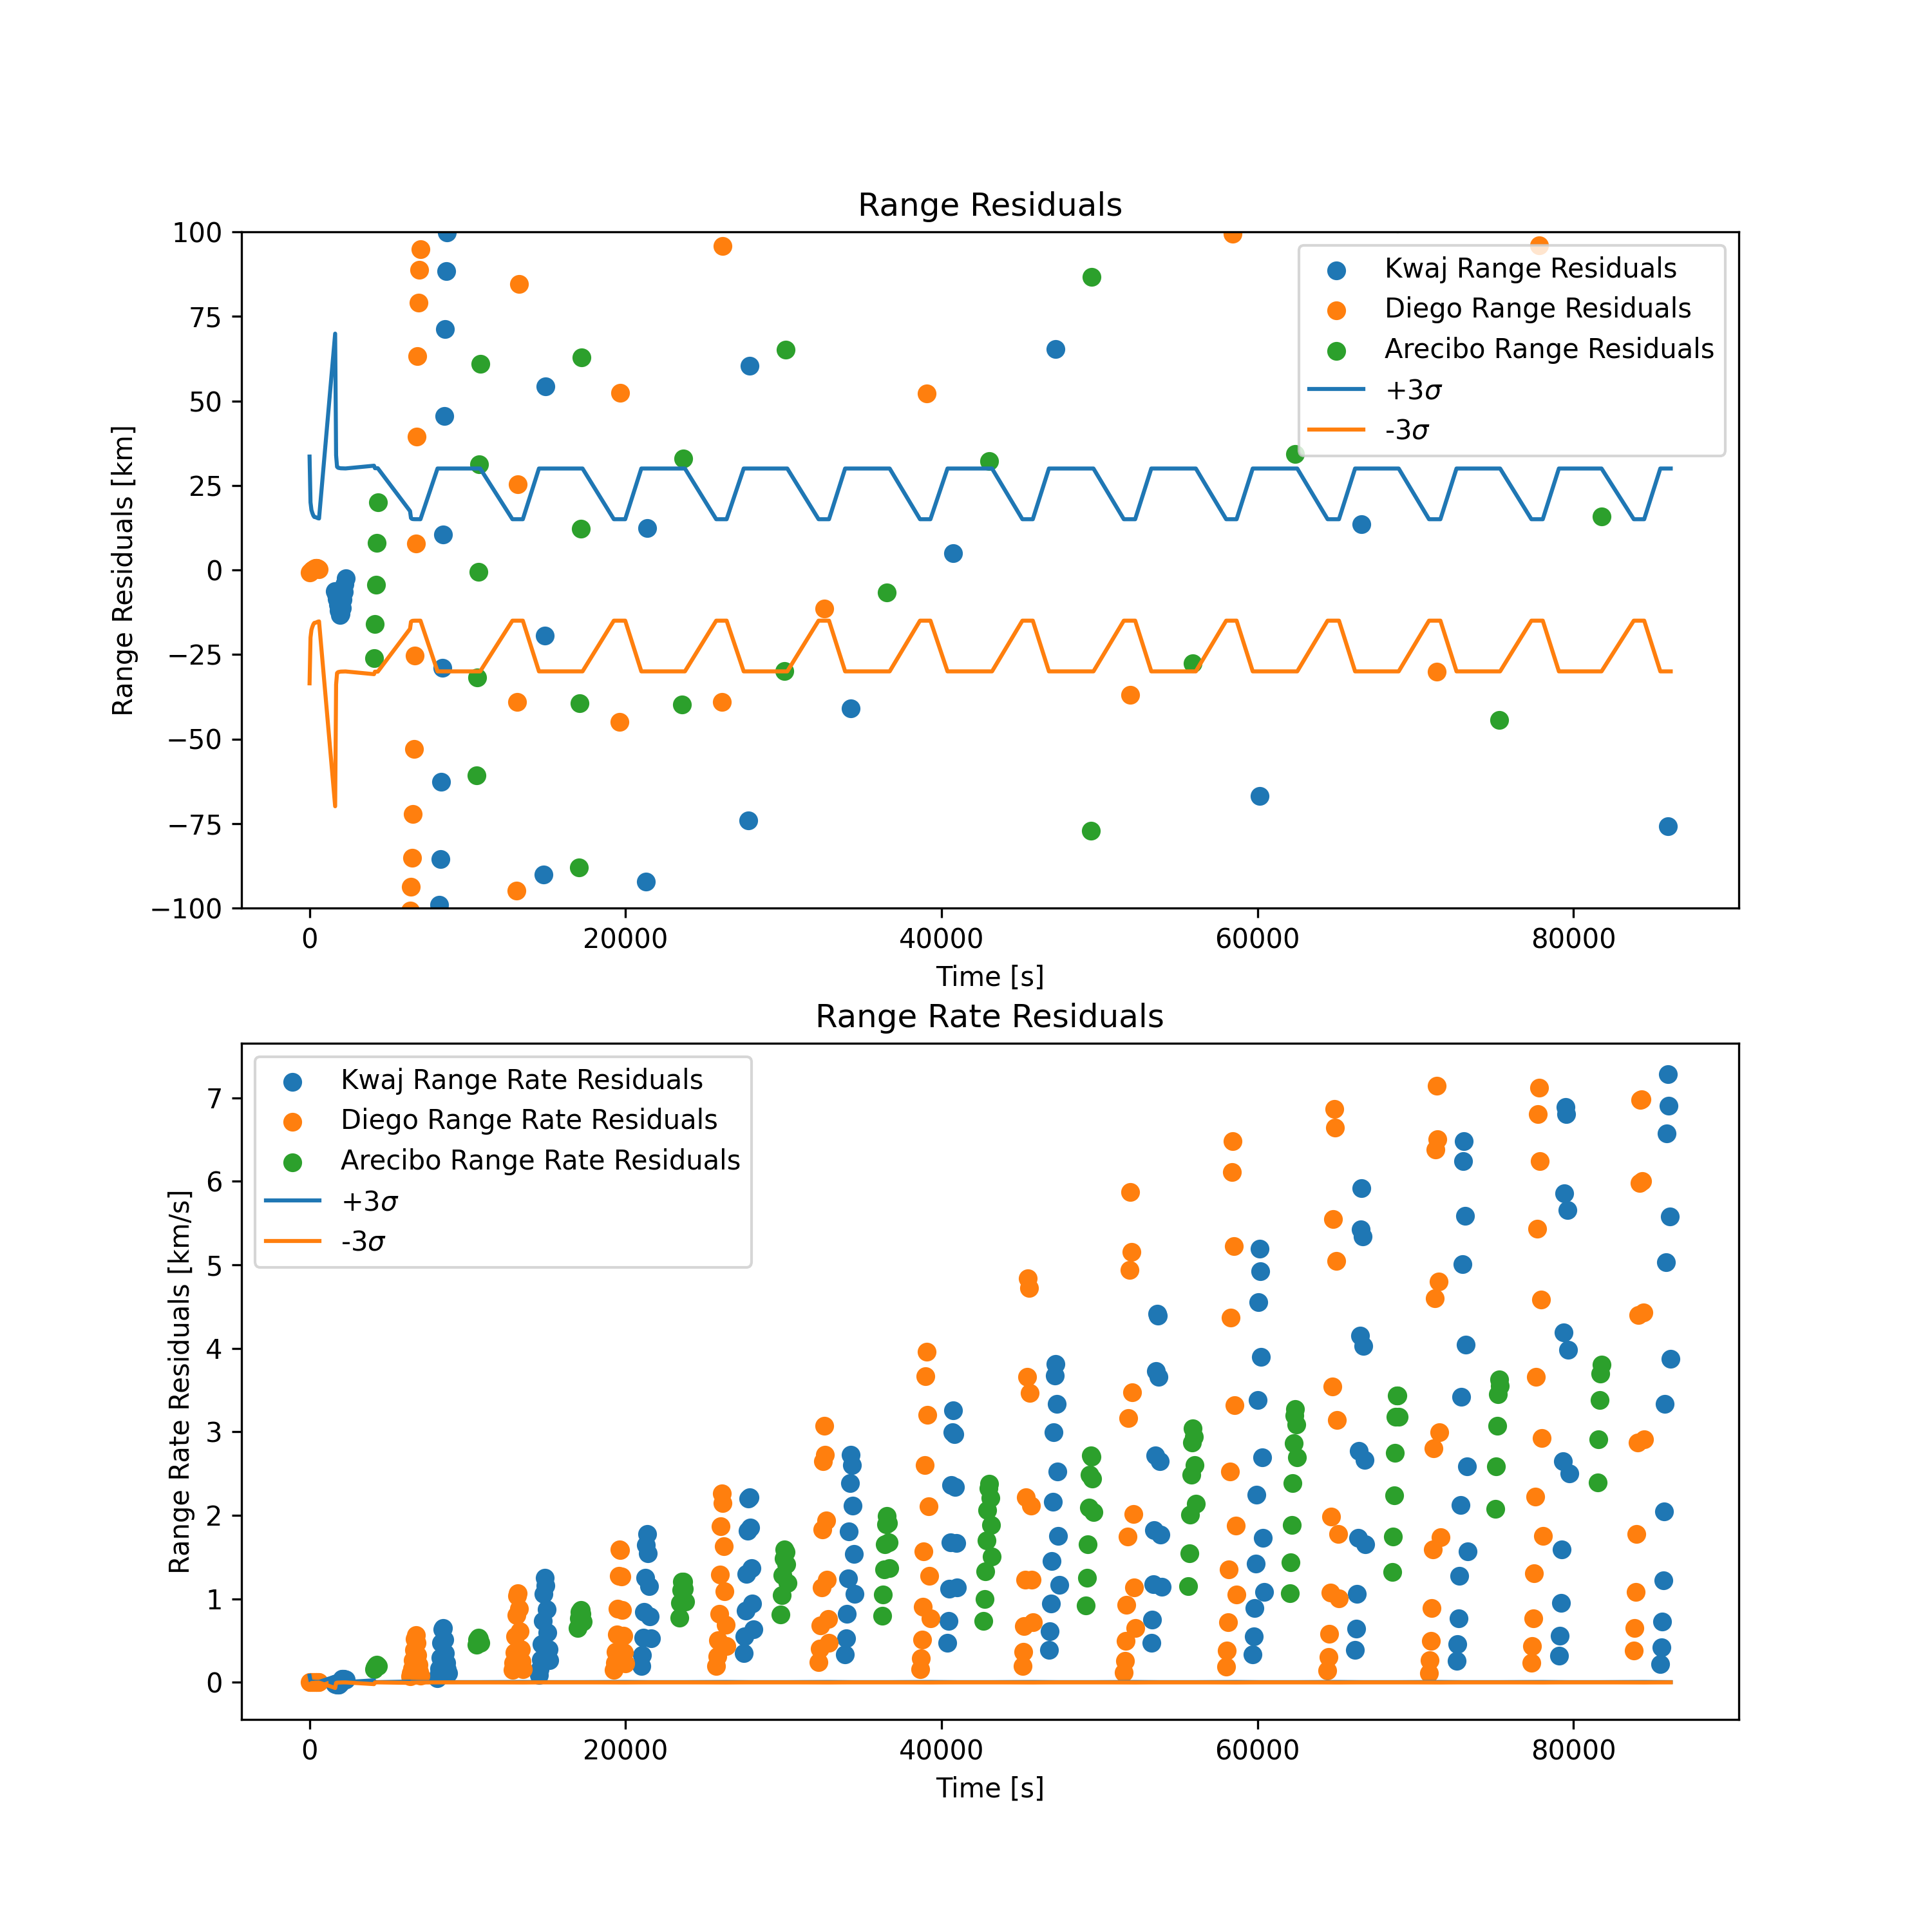 Range Residuals
100
75
50
25
0
−25
−50
−75
−100
Range Residuals [km]
Kwaj Range Residuals
Diego Range Residuals
Arecibo Range Residuals
+3σ
-3σ
0 20000 40000 60000 80000
Time [s]
Range Rate Residuals
7
6
5
4
3
2
1
0
Range Rate Residuals [km/s]
Kwaj Range Rate Residuals
Diego Range Rate Residuals
Arecibo Range Rate Residuals
+3σ
-3σ
0 20000 40000 60000 80000
Time [s]